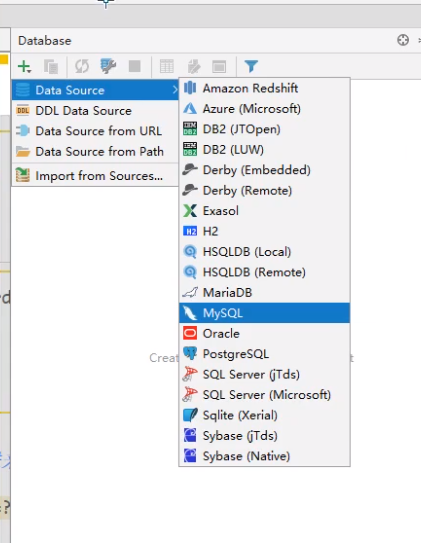 Database
Data Source
DDL Data Source
Data Source from URL
Data Source from Path
Import from Sources...
Amazon Redshift
Azure (Microsoft)
DB2 (JTOpen)
DB2 (LUW)
Derby (Embedded)
Derby (Remote)
Exasol
H2
HSQLDB (Local)
HSQLDB (Remote)
MariaDB
MySQL
Oracle
PostgreSQL
SQL Server (jTds)
SQL Server (Microsoft)
Sqlite (Xerial)
Sybase (jTds)
Sybase (Native)